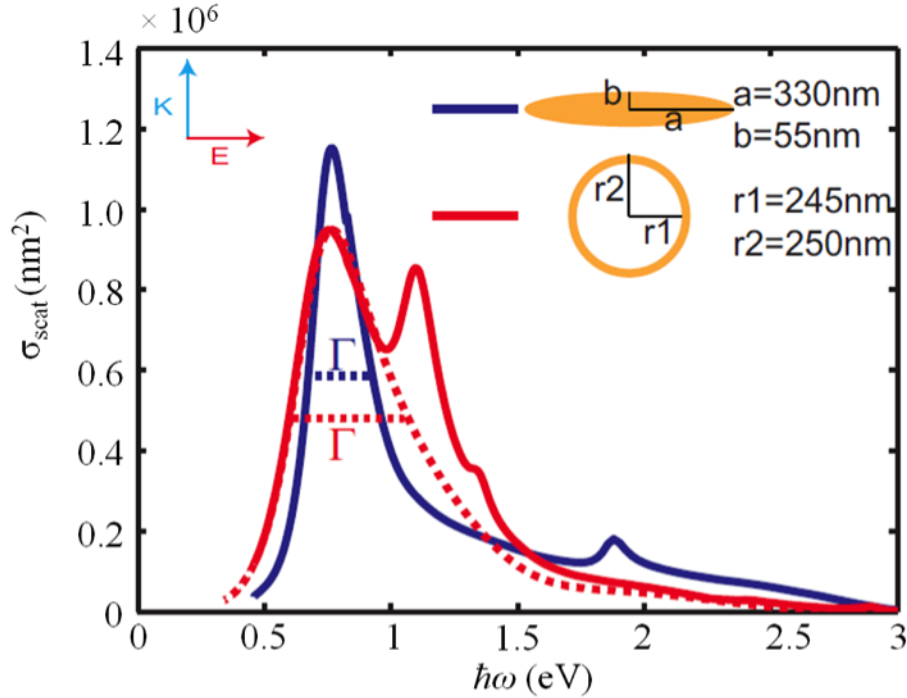 × 10⁶
1.4
1.2
1.0
0.8
0.6
0.4
0.2
0
σscat(nm²)
K
E
b
a
a=330nm
b=55nm
r2
r1
r1=245nm
r2=250nm
Γ
Γ
0 0.5 1 1.5 2 2.5 3
ℏω (eV)